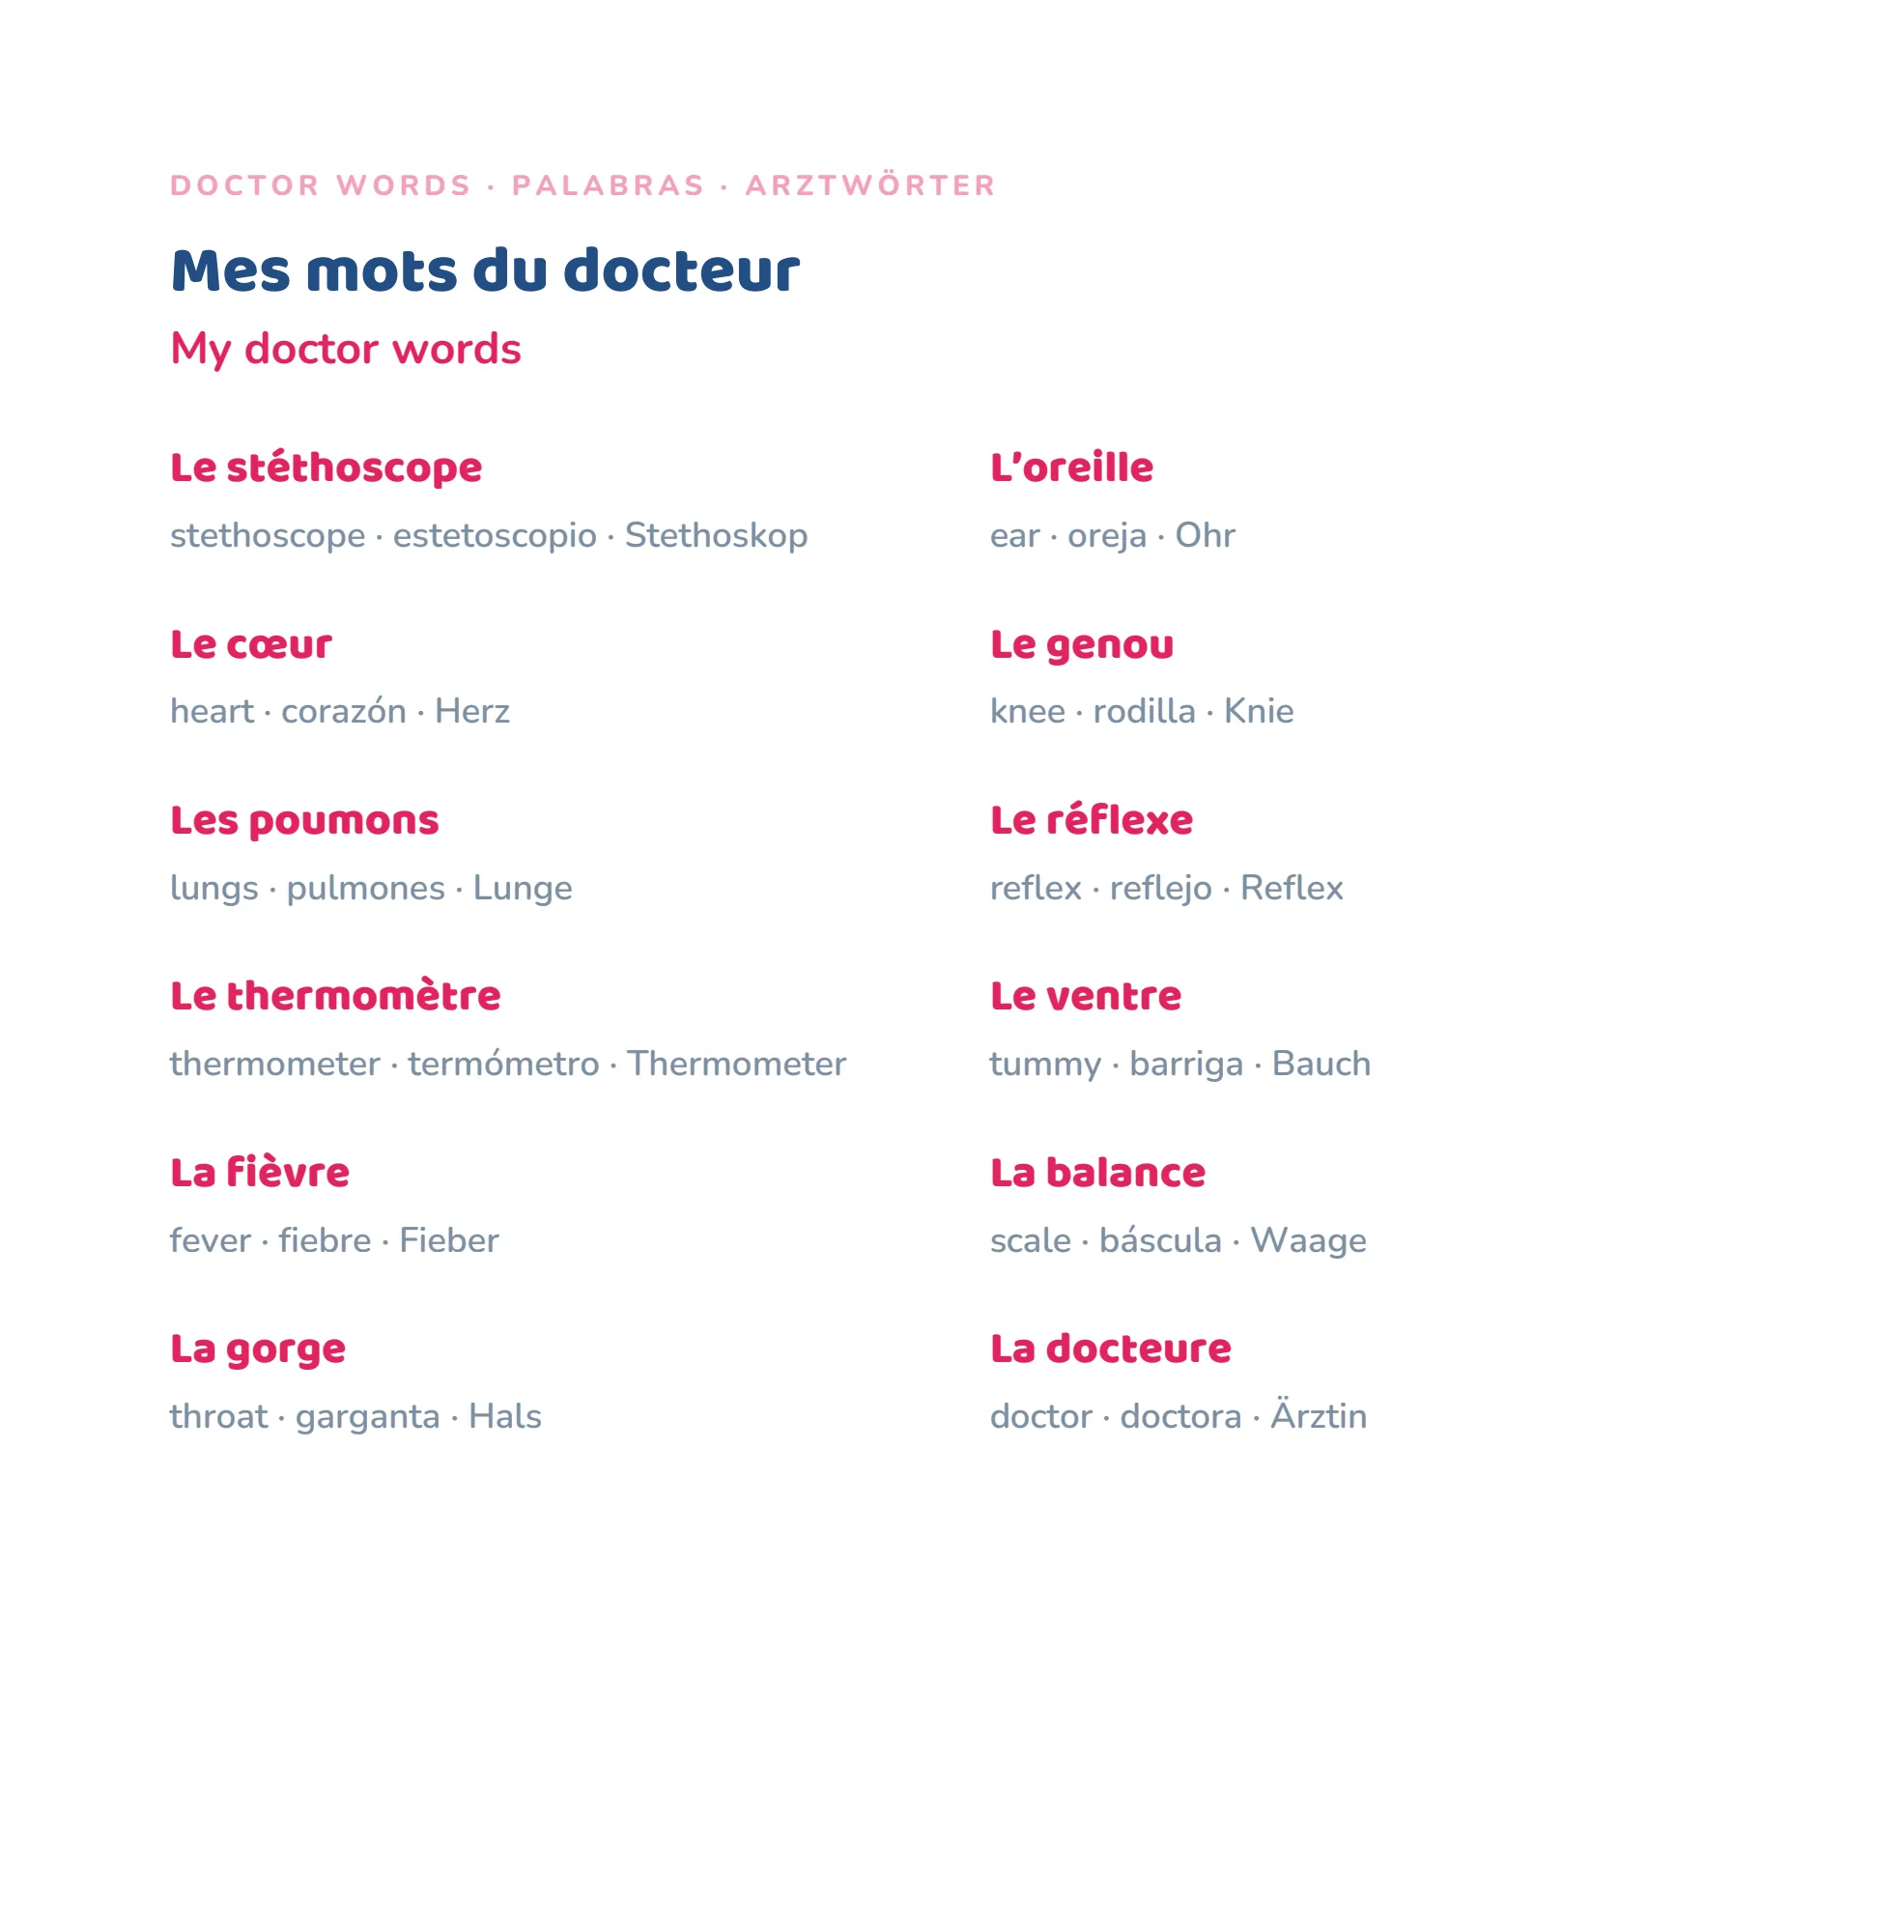 DOCTOR WORDS · PALABRAS · ARZTWÖRTER
Mes mots du docteur
My doctor words
Le stéthoscope
stethoscope · estetoscopio · Stethoskop
Le cœur
heart · corazón · Herz
Les poumons
lungs · pulmones · Lunge
Le thermomètre
thermometer · termómetro · Thermometer
La fièvre
fever · fiebre · Fieber
La gorge
throat · garganta · Hals
L’oreille
ear · oreja · Ohr
Le genou
knee · rodilla · Knie
Le réflexe
reflex · reflejo · Reflex
Le ventre
tummy · barriga · Bauch
La balance
scale · báscula · Waage
La docteure
doctor · doctora · Ärztin